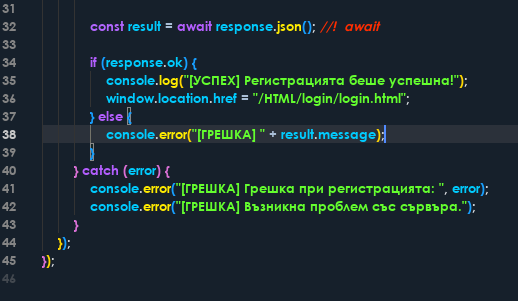 31
32 const result = await response.json(); //! await
33
34 if (response.ok) {
35 console.log("[УСПЕХ] Регистрацията беше успешна!");
36 window.location.href = "/HTML/login/login.html";
37 } else {
38 console.error("[ГРЕШКА] " + result.message);
39 }
40 } catch (error) {
41 console.error("[ГРЕШКА] Грешка при регистрацията: ", error);
42 console.error("[ГРЕШКА] Възникна проблем със сървъра.");
43 }
44 });
45 });
46